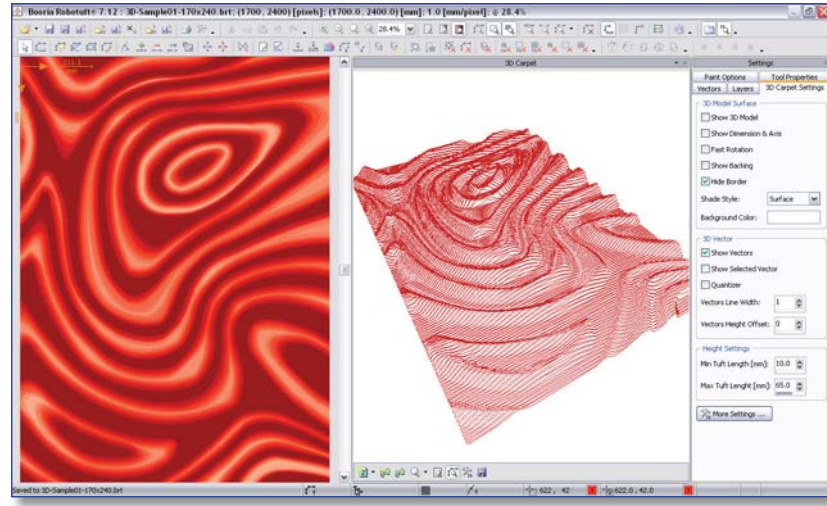 Booria Robotuft® 7.12 : 3D-Sample01-170x240.brt; (1700, 2400) [pixels]; (1700.0, 2400.0) [mm]; 1.0 [mm/pixel]; @ 28.4%
28.4%
3D Carpet
Settings
Paint Options Tool Properties
Vectors Layers 3D Carpet Settings
3D Model Surface
Show 3D Model
Show Dimension & Axis
Fast Rotation
Show Backing
Hide Border
Shade Style: Surface
Background Color:
3D Vector
Show Vectors
Show Selected Vector
Quantizer
Vectors Line Width: 1
Vectors Height Offset: 0
Height Settings
Min Tuft Length [mm]: 10.0
Max Tuft Lenght [mm]: 65.0
More Settings ...
Saved to 3D-Sample01-170x240.brt
622, 42
622.0, 42.0